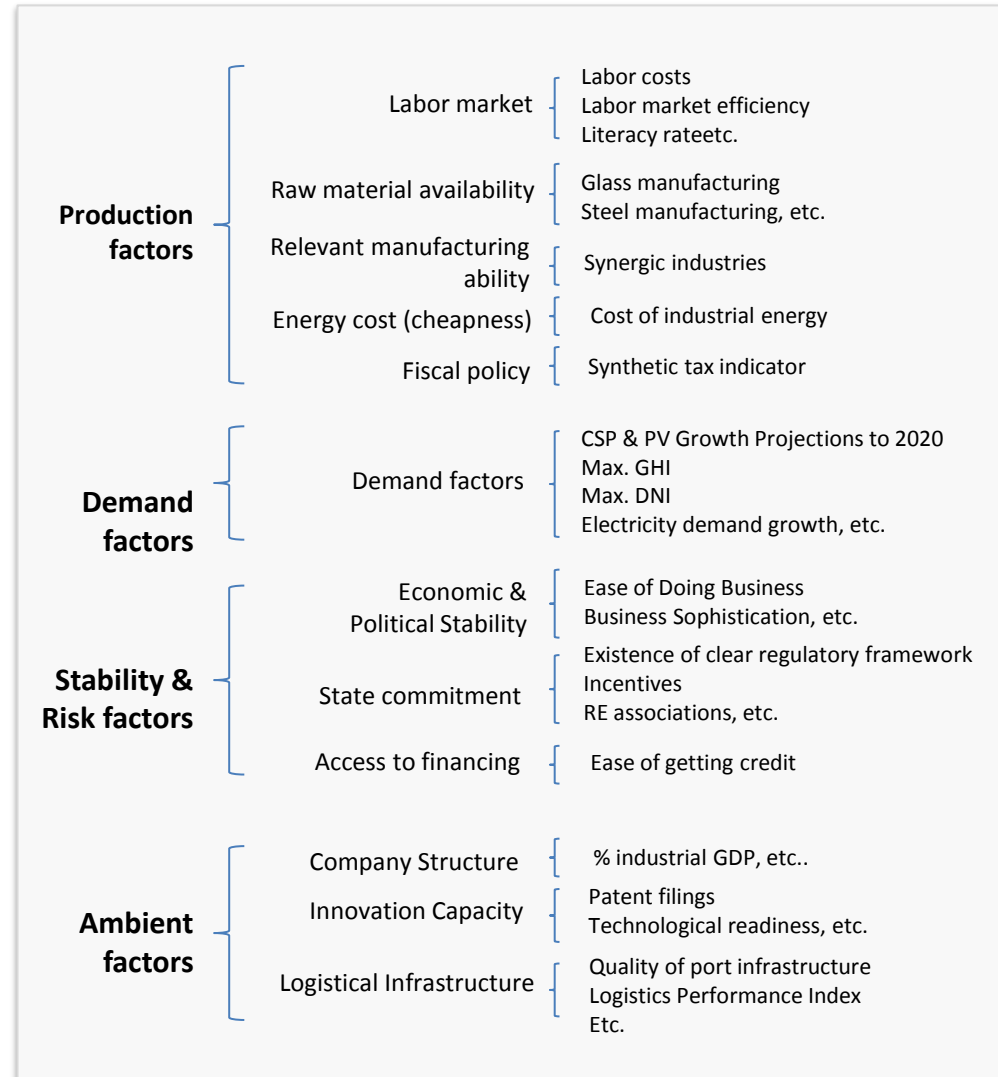 Production
factors
Labor market
Labor costs
Labor market efficiency
Literacy rateetc.
Raw material availability
Glass manufacturing
Steel manufacturing, etc.
Relevant manufacturing
ability
Synergic industries
Energy cost (cheapness)
Cost of industrial energy
Fiscal policy
Synthetic tax indicator
Demand
factors
Demand factors
CSP & PV Growth Projections to 2020
Max. GHI
Max. DNI
Electricity demand growth, etc.
Stability &
Risk factors
Economic &
Political Stability
Ease of Doing Business
Business Sophistication, etc.
State commitment
Existence of clear regulatory framework
Incentives
RE associations, etc.
Access to financing
Ease of getting credit
Ambient
factors
Company Structure
% industrial GDP, etc..
Innovation Capacity
Patent filings
Technological readiness, etc.
Logistical Infrastructure
Quality of port infrastructure
Logistics Performance Index
Etc.